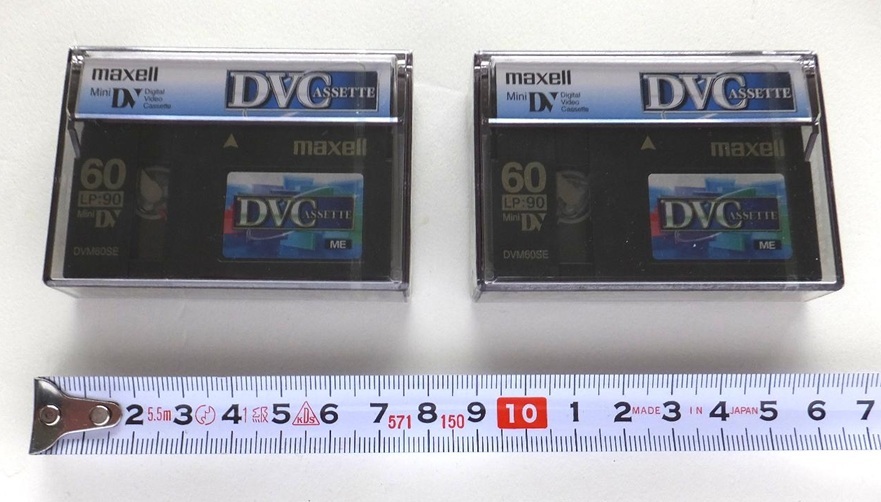 maxell
Mini DV Digital
Video
Cassette
DVCASSETTE
maxell
60
LP:90
Mini DV
DVM60SE
DVCASSETTE
ME
maxell
Mini DV Digital
Video
Cassette
DVCASSETTE
maxell
60
LP:90
Mini DV
DVM60SE
DVCASSETTE
ME
2 5.5m 3 4 5 KDS 6 7 571 8 150 9 10 1 2 MADE 3 IN 4 JAPAN 5 6 7